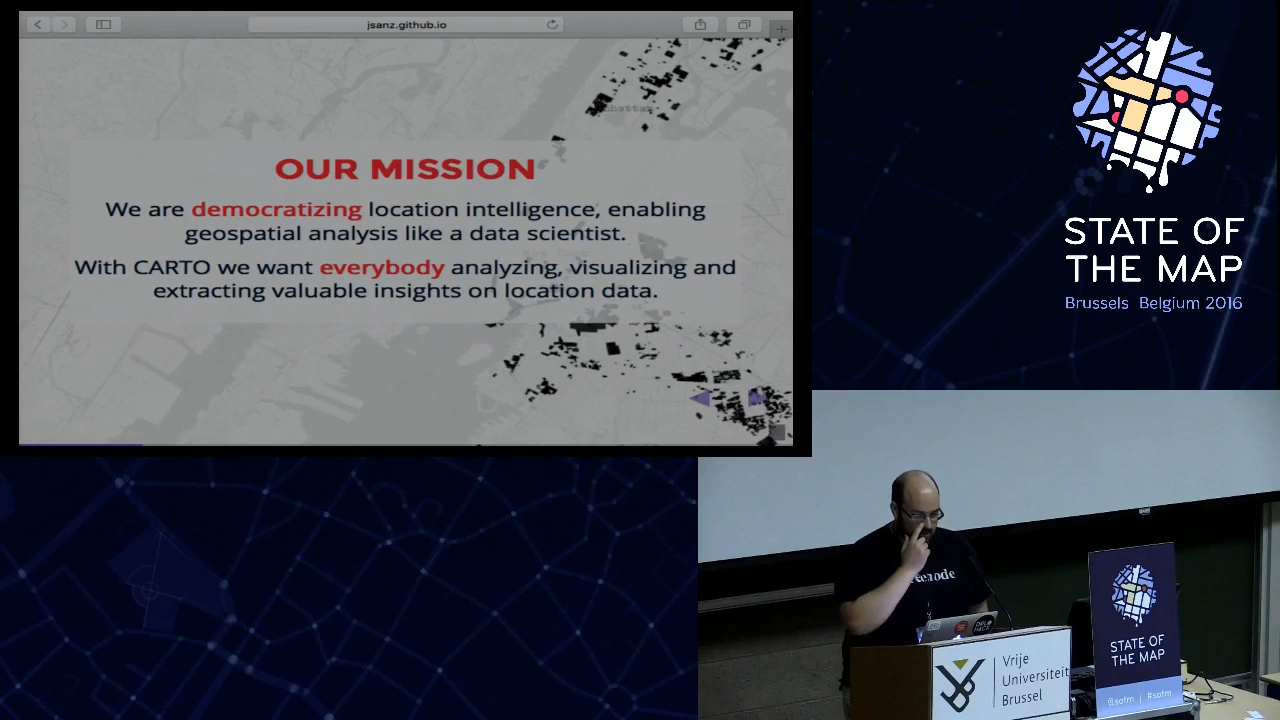 jsanz.github.io
OUR MISSION
We are democratizing location intelligence, enabling
geospatial analysis like a data scientist.
With CARTO we want everybody analyzing, visualizing and
extracting valuable insights on location data.
STATE OF
THE MAP
Brussels Belgium 2016
Vrije
Universiteit
Brussel
STATE OF
THE MAP
@sotm | #sotm